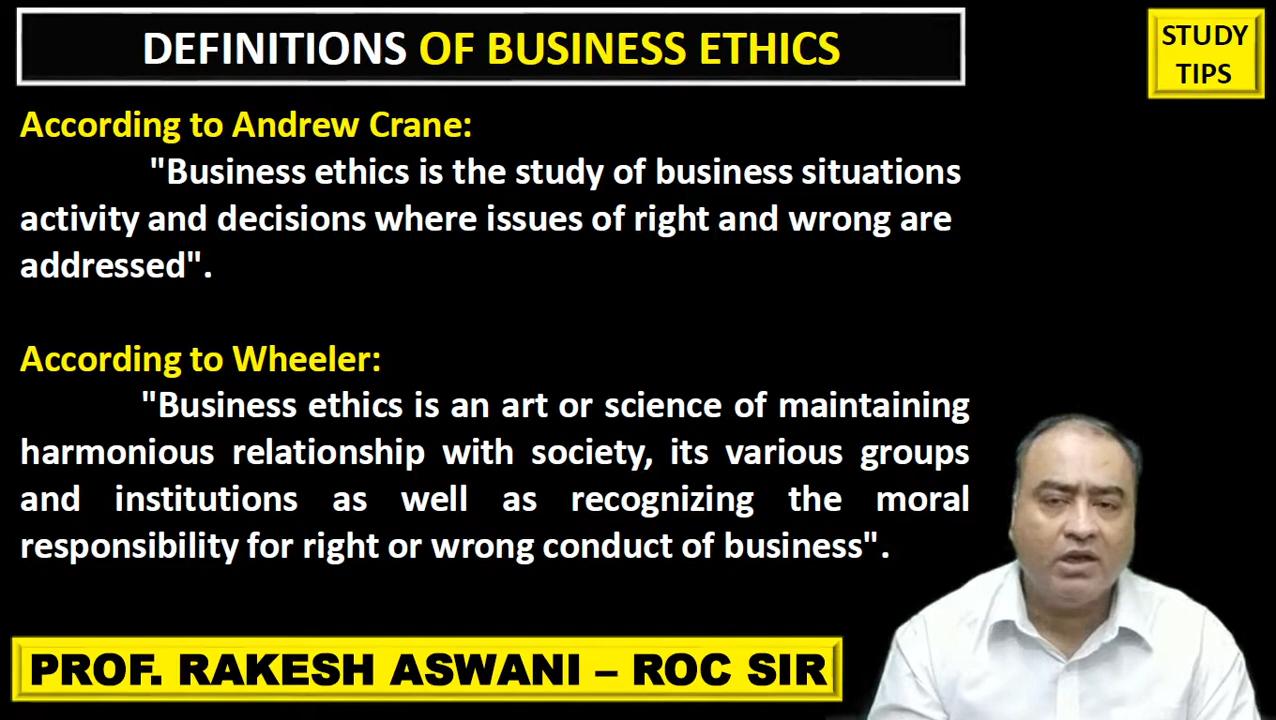 DEFINITIONS OF BUSINESS ETHICS
STUDY
TIPS
According to Andrew Crane:
"Business ethics is the study of business situations
activity and decisions where issues of right and wrong are
addressed".
According to Wheeler:
"Business ethics is an art or science of maintaining
harmonious relationship with society, its various groups
and institutions as well as recognizing the moral
responsibility for right or wrong conduct of business".
PROF. RAKESH ASWANI – ROC SIR